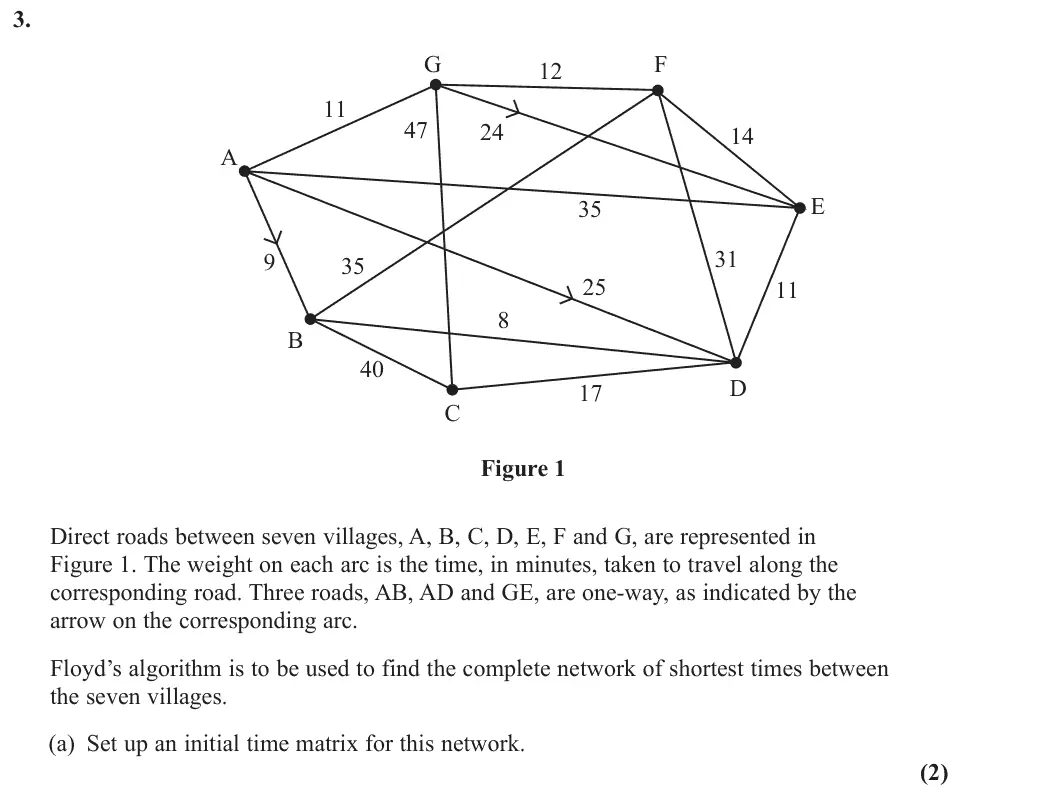 3.
G
12
F
11
47
24
14
A
35
E
9
35
31
25
11
8
B
40
17
D
C
Figure 1
Direct roads between seven villages, A, B, C, D, E, F and G, are represented in
Figure 1. The weight on each arc is the time, in minutes, taken to travel along the
corresponding road. Three roads, AB, AD and GE, are one-way, as indicated by the
arrow on the corresponding arc.
Floyd’s algorithm is to be used to find the complete network of shortest times between
the seven villages.
(a) Set up an initial time matrix for this network.
(2)